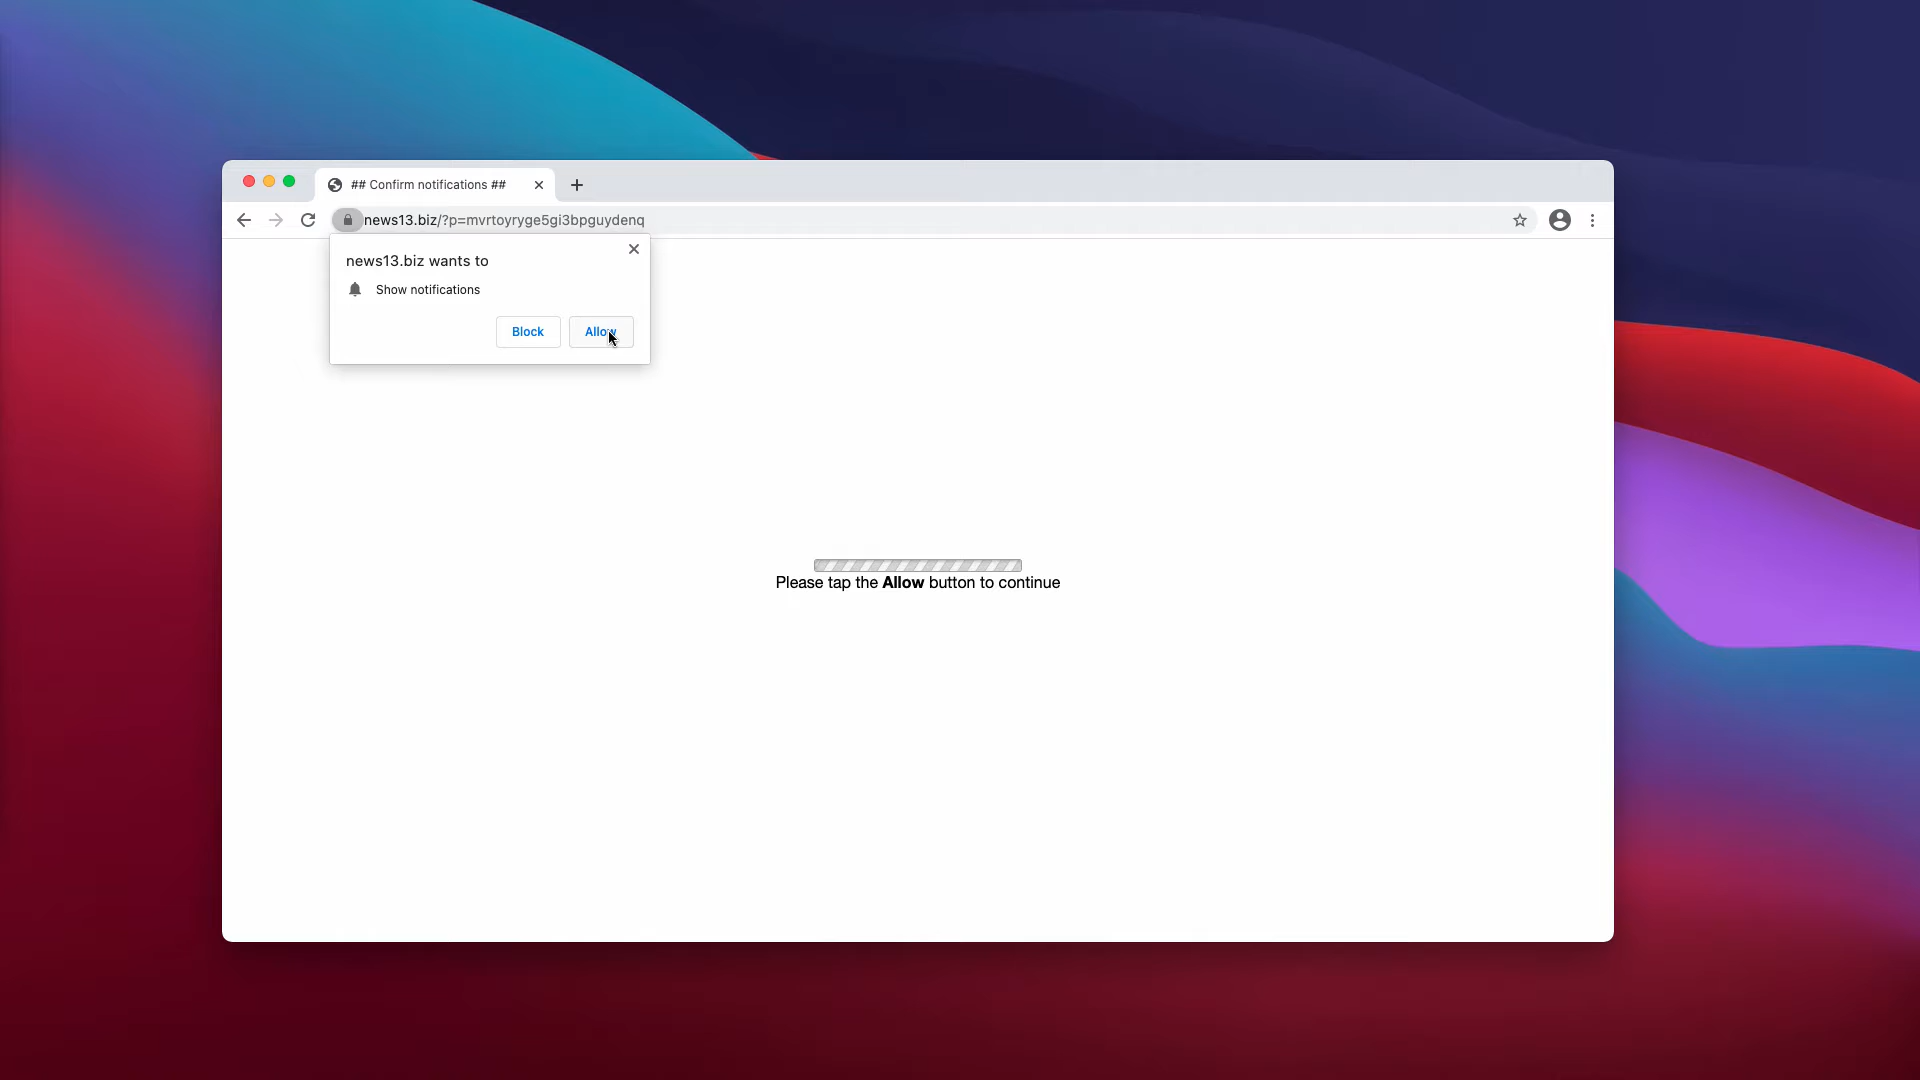 ## Confirm notifications ##
news13.biz/?p=mvrtoyryge5gi3bpguydenq
news13.biz wants to
Show notifications
Block
Allow
Please tap the Allow button to continue